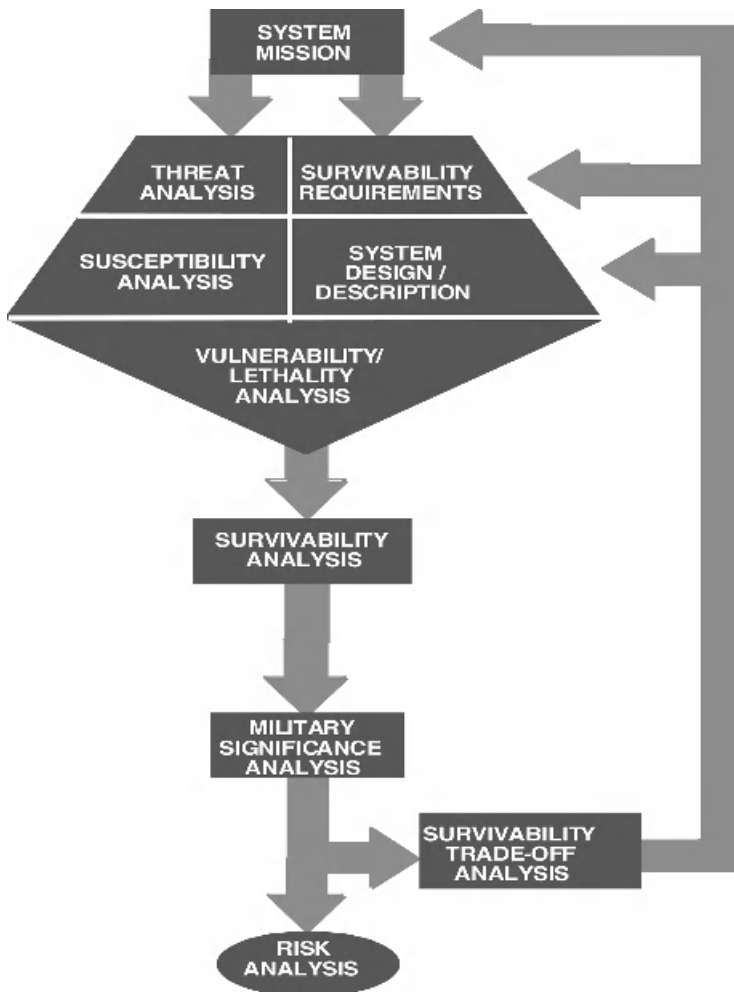 SYSTEM
MISSION
THREAT
ANALYSIS
SURVIVABILITY
REQUIREMENTS
SUSCEPTIBILITY
ANALYSIS
SYSTEM
DESIGN /
DESCRIPTION
VULNERABILITY/
LETHALITY
ANALYSIS
SURVIVABILITY
ANALYSIS
MILITARY
SIGNIFICANCE
ANALYSIS
SURVIVABILITY
TRADE-OFF
ANALYSIS
RISK
ANALYSIS